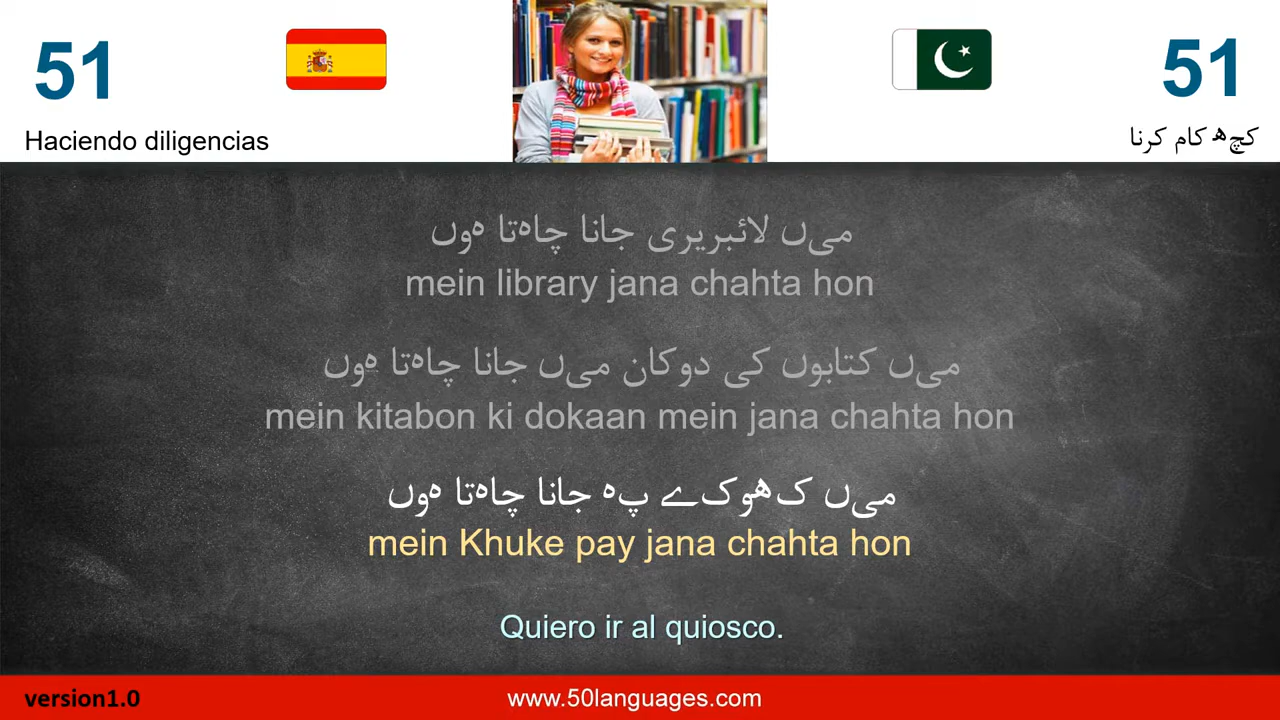 51
51
Haciendo diligencias
کچھ کام کرنا
میں لائبریری جانا چاہتا ہوں
mein library jana chahta hon
میں کتابوں کی دوکان میں جانا چاہتا ہوں
mein kitabon ki dokaan mein jana chahta hon
میں کھوکے پہ جانا چاہتا ہوں
mein Khuke pay jana chahta hon
Quiero ir al quiosco.
version1.0
www.50languages.com